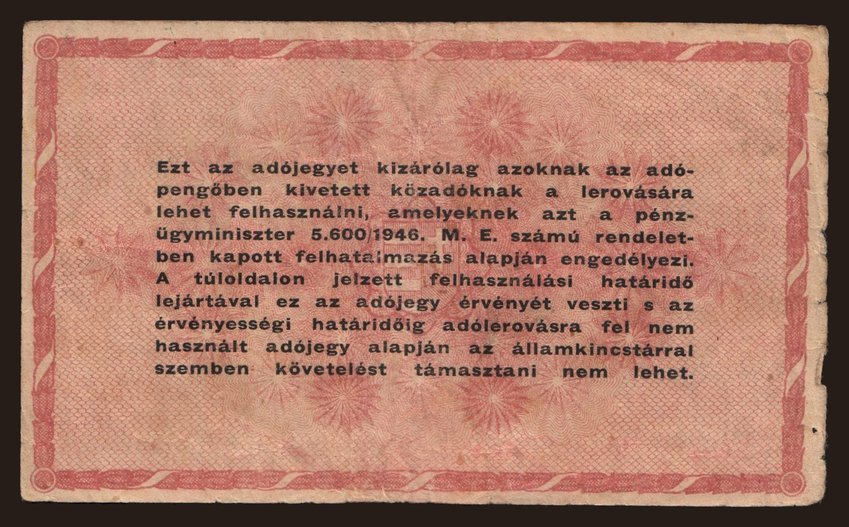 Ezt az adójegyet kizárólag azoknak az adó-
pengőben kivetett közadóknak a lerovására
lehet felhasználni, amelyeknek azt a pénz-
ügyminiszter 5.600/1946. M. E. számú rendelet-
ben kapott felhatalmazás alapján engedélyezi.
A túloldalon jelzett felhasználási határidő
lejártával ez az adójegy érvényét veszti s az
érvényességi határidőig adólerovásra fel nem
használt adójegy alapján az államkincstárral
szemben követelést támasztani nem lehet.